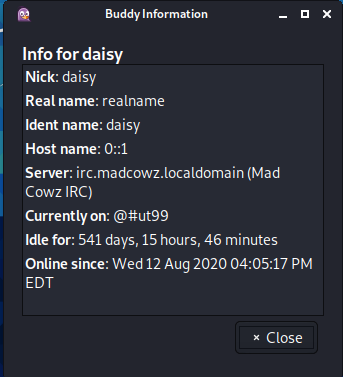 Buddy Information
Info for daisy
Nick: daisy
Real name: realname
Ident name: daisy
Host name: 0::1
Server: irc.madcowz.localdomain (Mad
Cowz IRC)
Currently on: @#ut99
Idle for: 541 days, 15 hours, 46 minutes
Online since: Wed 12 Aug 2020 04:05:17 PM
EDT
× Close